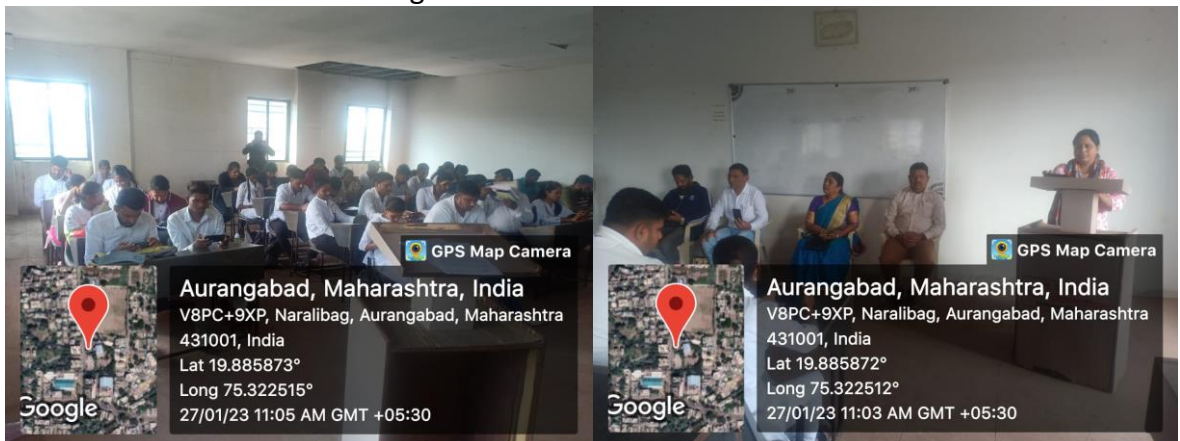 GPS Map Camera
Aurangabad, Maharashtra, India
V8PC+9XP, Naralibag, Aurangabad, Maharashtra
431001, India
Lat 19.885873°
Long 75.322515°
27/01/23 11:05 AM GMT +05:30
Google
GPS Map Camera
Aurangabad, Maharashtra, India
V8PC+9XP, Naralibag, Aurangabad, Maharashtra
431001, India
Lat 19.885872°
Long 75.322512°
27/01/23 11:03 AM GMT +05:30
Google